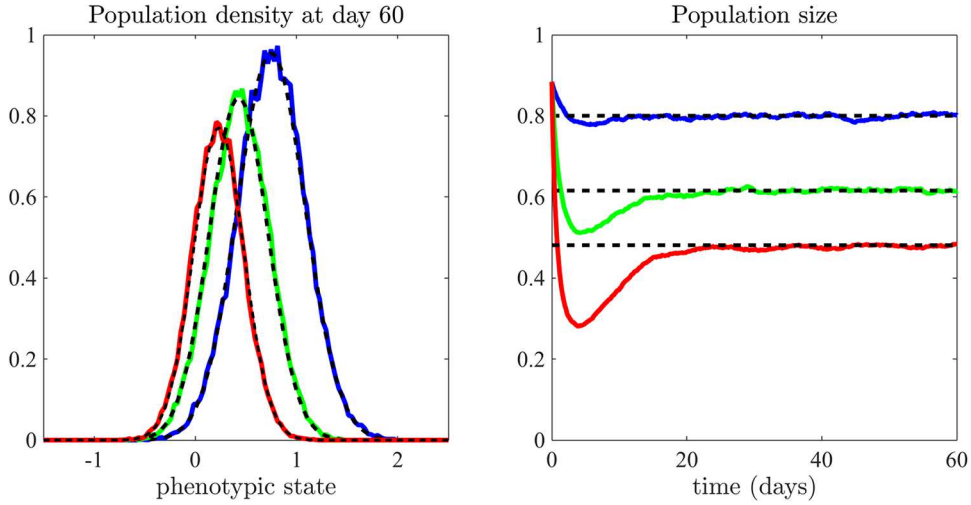 Population density at day 60
1
0.8
0.6
0.4
0.2
0
-1 0 1 2
phenotypic state
Population size
1
0.8
0.6
0.4
0.2
0
0 20 40 60
time (days)